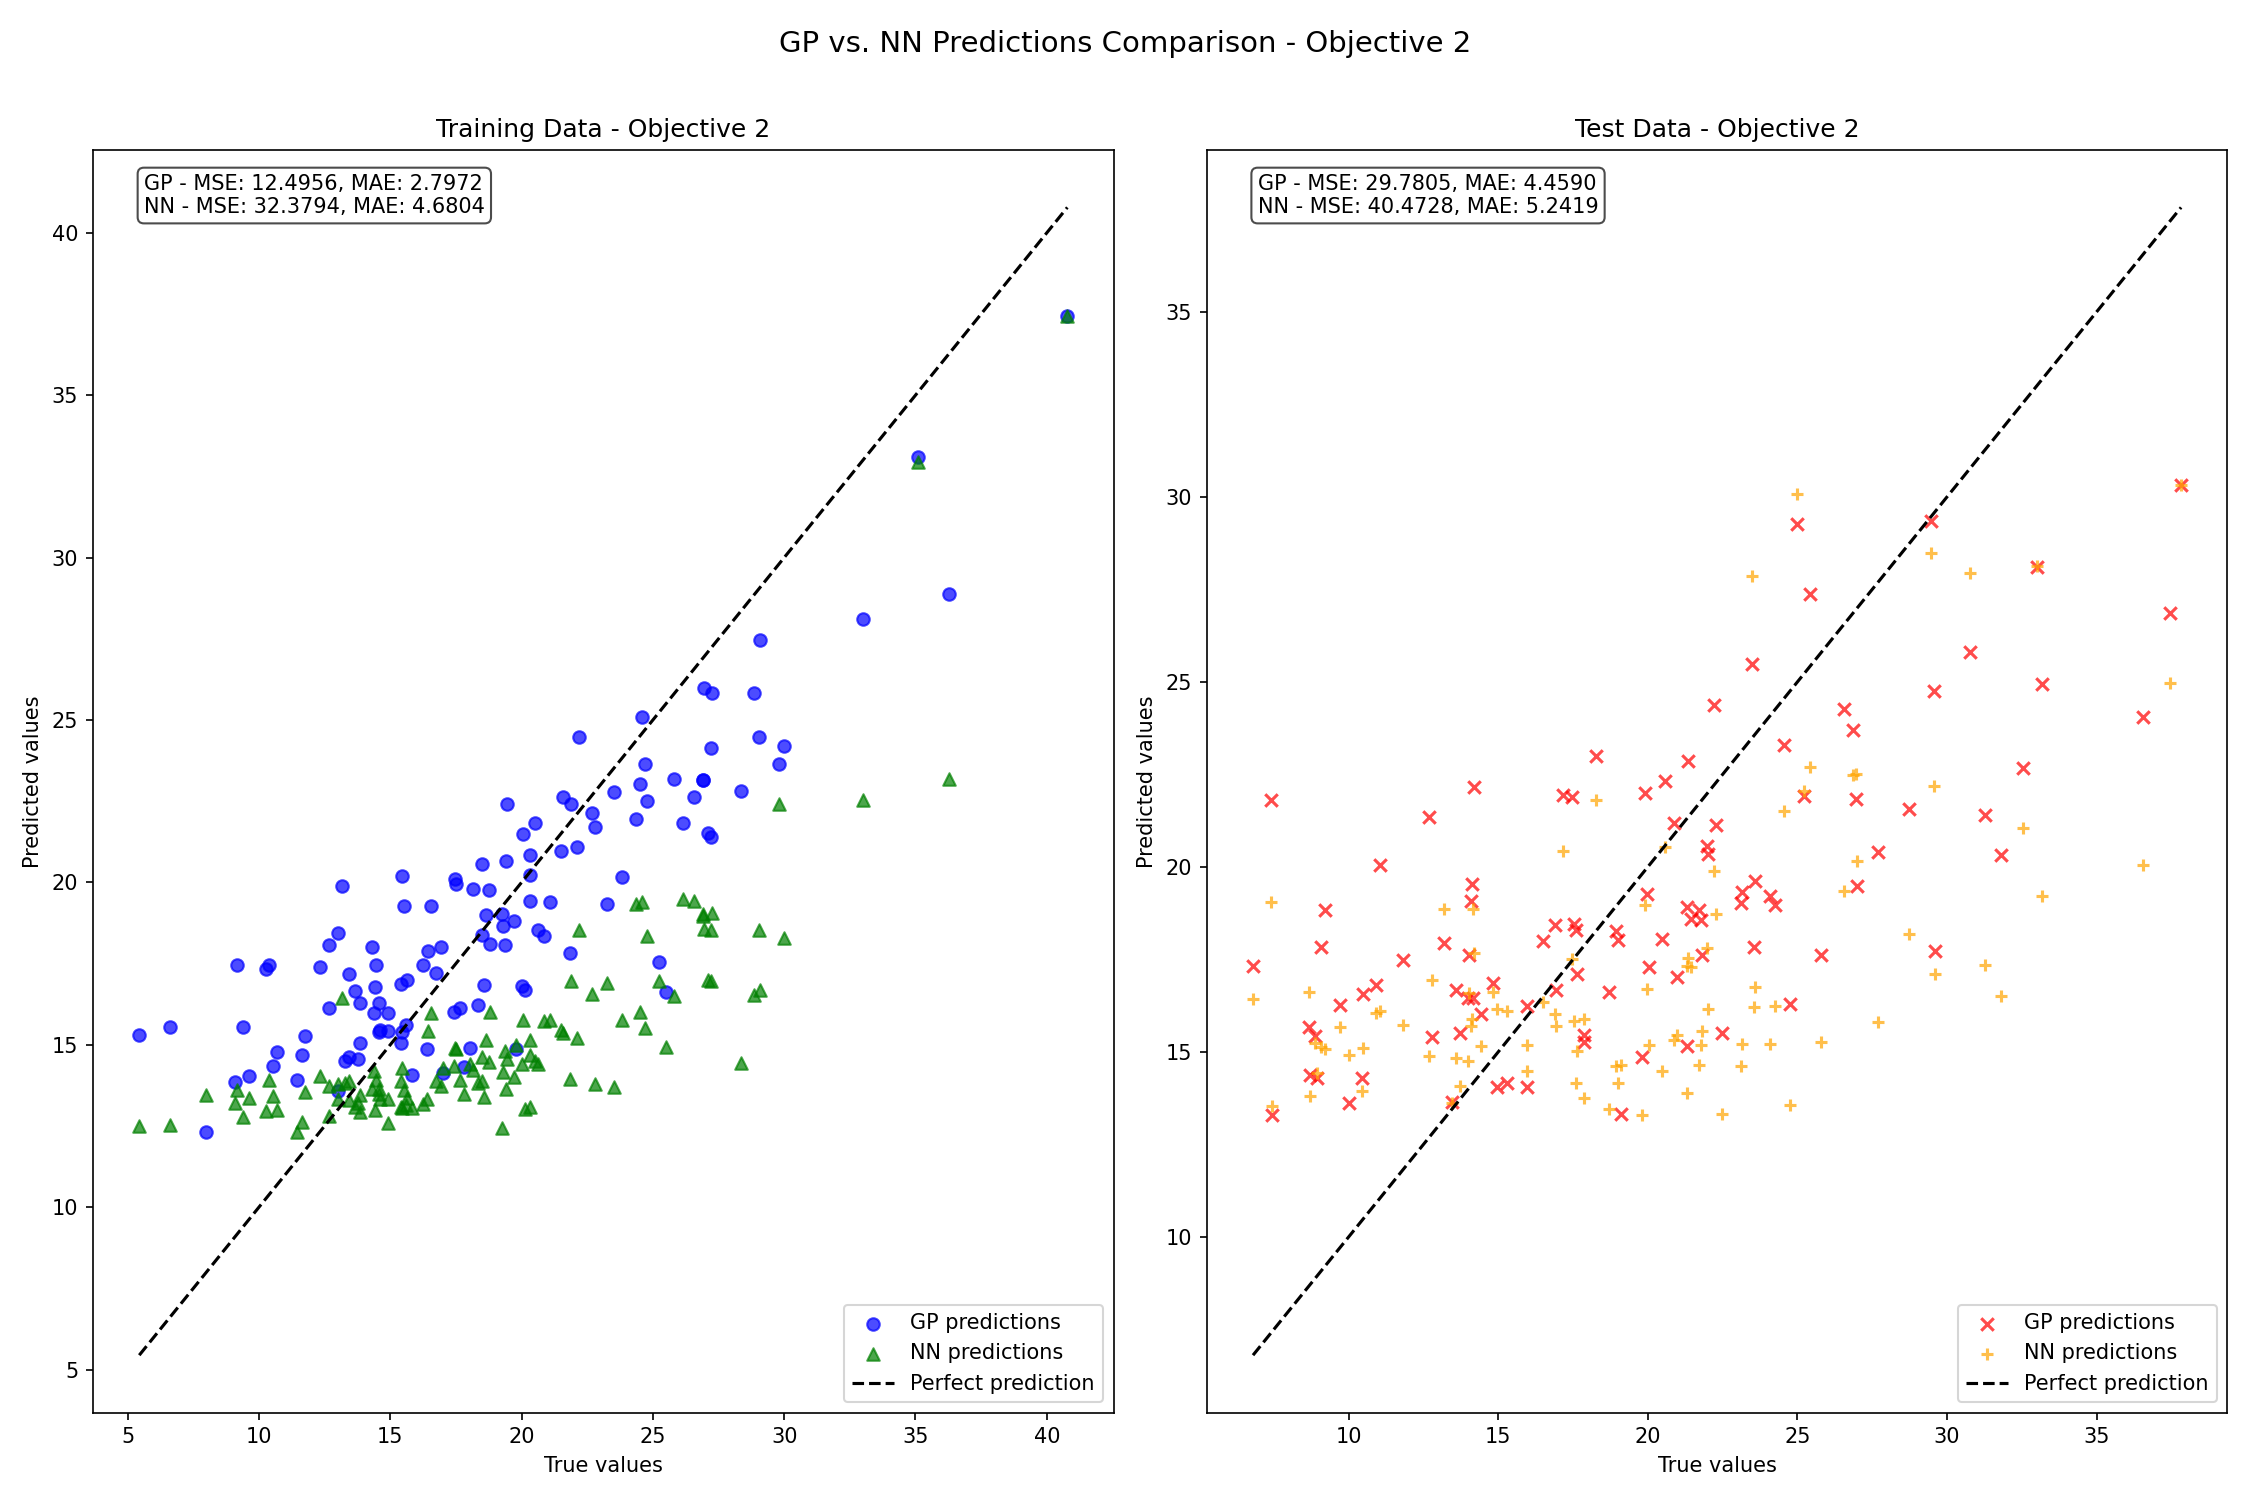 GP vs. NN Predictions Comparison - Objective 2
Training Data - Objective 2
GP - MSE: 12.4956, MAE: 2.7972
NN - MSE: 32.3794, MAE: 4.6804
Predicted values
40
35
30
25
20
15
10
5
GP predictions
NN predictions
Perfect prediction
5 10 15 20 25 30 35 40
True values
Test Data - Objective 2
GP - MSE: 29.7805, MAE: 4.4590
NN - MSE: 40.4728, MAE: 5.2419
Predicted values
35
30
25
20
15
10
GP predictions
NN predictions
Perfect prediction
10 15 20 25 30 35
True values